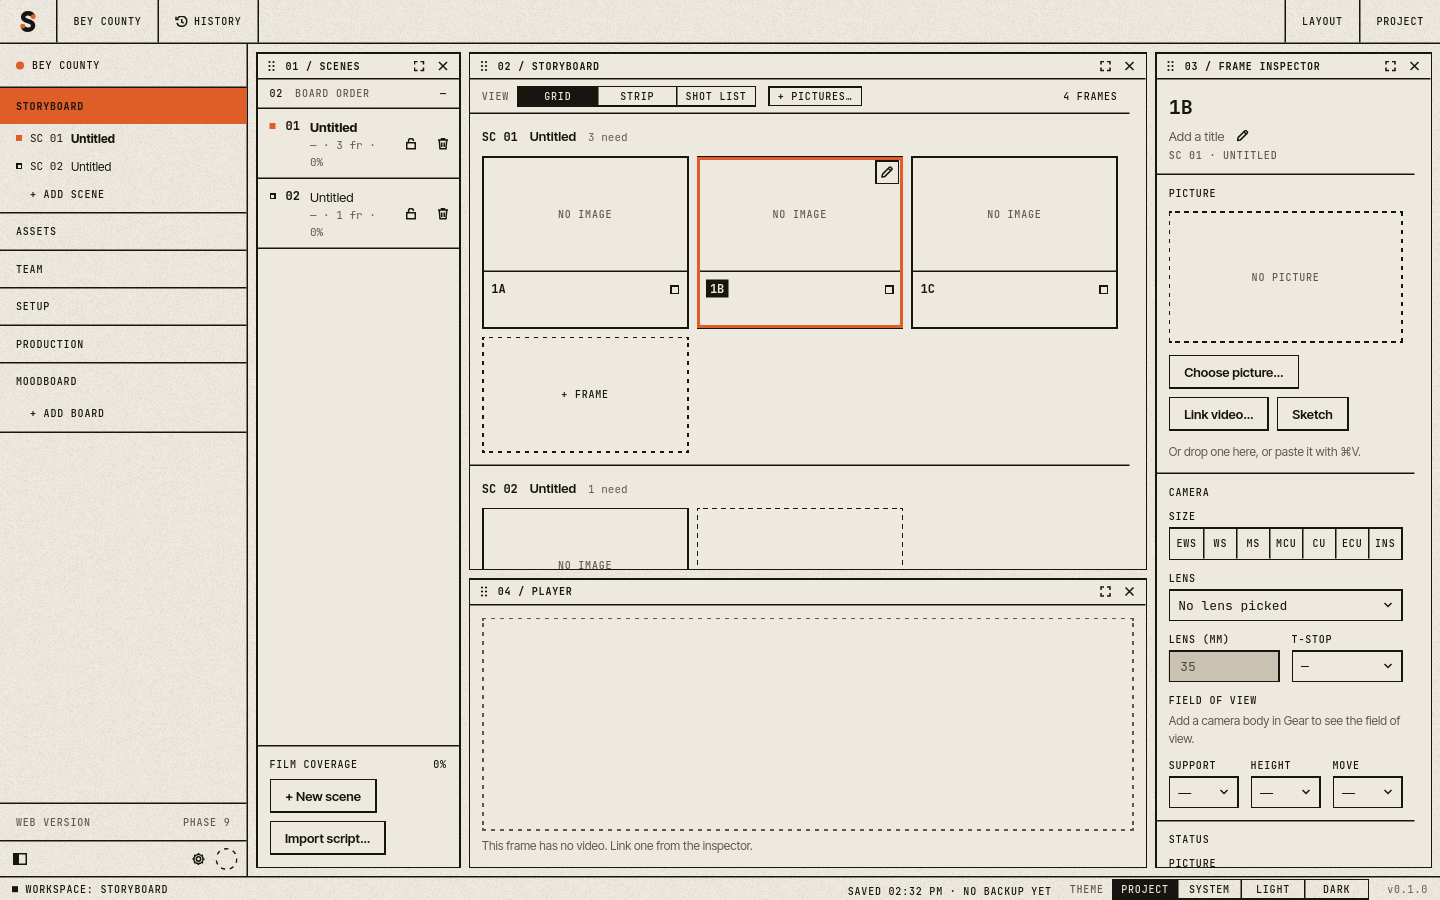 S
BEY COUNTY
HISTORY
LAYOUT
PROJECT
BEY COUNTY
STORYBOARD
SC 01 Untitled
SC 02 Untitled
+ ADD SCENE
ASSETS
TEAM
SETUP
PRODUCTION
MOODBOARD
+ ADD BOARD
WEB VERSION PHASE 9
01 / SCENES
02 BOARD ORDER —
01 Untitled
— · 3 fr ·
0%
02 Untitled
— · 1 fr ·
0%
FILM COVERAGE 0%
+ New scene
Import script...
02 / STORYBOARD
VIEW GRID STRIP SHOT LIST + PICTURES… 4 FRAMES
SC 01 Untitled 3 need
NO IMAGE NO IMAGE NO IMAGE
1A 1B 1C
+ FRAME
SC 02 Untitled 1 need
NO IMAGE
04 / PLAYER
This frame has no video. Link one from the inspector.
03 / FRAME INSPECTOR
1B
Add a title
SC 01 · UNTITLED
PICTURE
NO PICTURE
Choose picture...
Link video... Sketch
Or drop one here, or paste it with ⌘V.
CAMERA
SIZE
EWS WS MS MCU CU ECU INS
LENS
No lens picked
LENS (MM) T-STOP
35 —
FIELD OF VIEW
Add a camera body in Gear to see the field of
view.
SUPPORT HEIGHT MOVE
— — —
STATUS
PICTURE
WORKSPACE: STORYBOARD
SAVED 02:32 PM · NO BACKUP YET THEME PROJECT SYSTEM LIGHT DARK v0.1.0